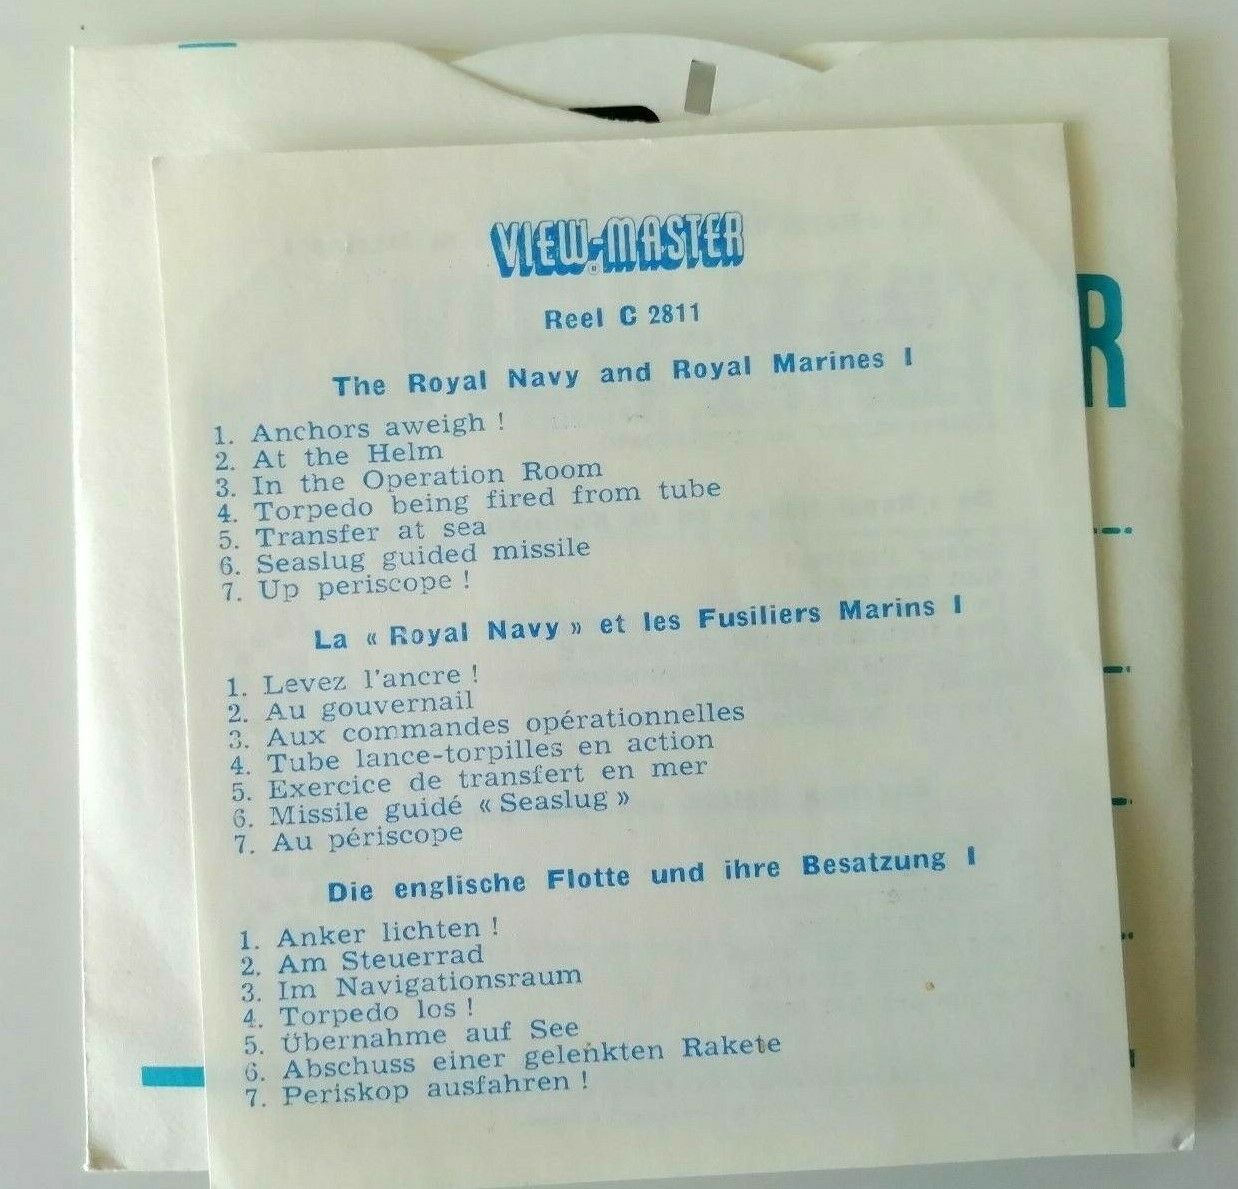 VIEW-MASTER
Reel C 2811
The Royal Navy and Royal Marines I
1. Anchors aweigh !
2. At the Helm
3. In the Operation Room
4. Torpedo being fired from tube
5. Transfer at sea
6. Seaslug guided missile
7. Up periscope !
La « Royal Navy » et les Fusiliers Marins I
1. Levez l'ancre !
2. Au gouvernail
3. Aux commandes opérationnelles
4. Tube lance-torpilles en action
5. Exercice de transfert en mer
6. Missile guidé « Seaslug »
7. Au périscope
Die englische Flotte und ihre Besatzung I
1. Anker lichten !
2. Am Steuerrad
3. Im Navigationsraum
4. Torpedo los !
5. Übernahme auf See
6. Abschuss einer gelenkten Rakete
7. Periskop ausfahren !
R